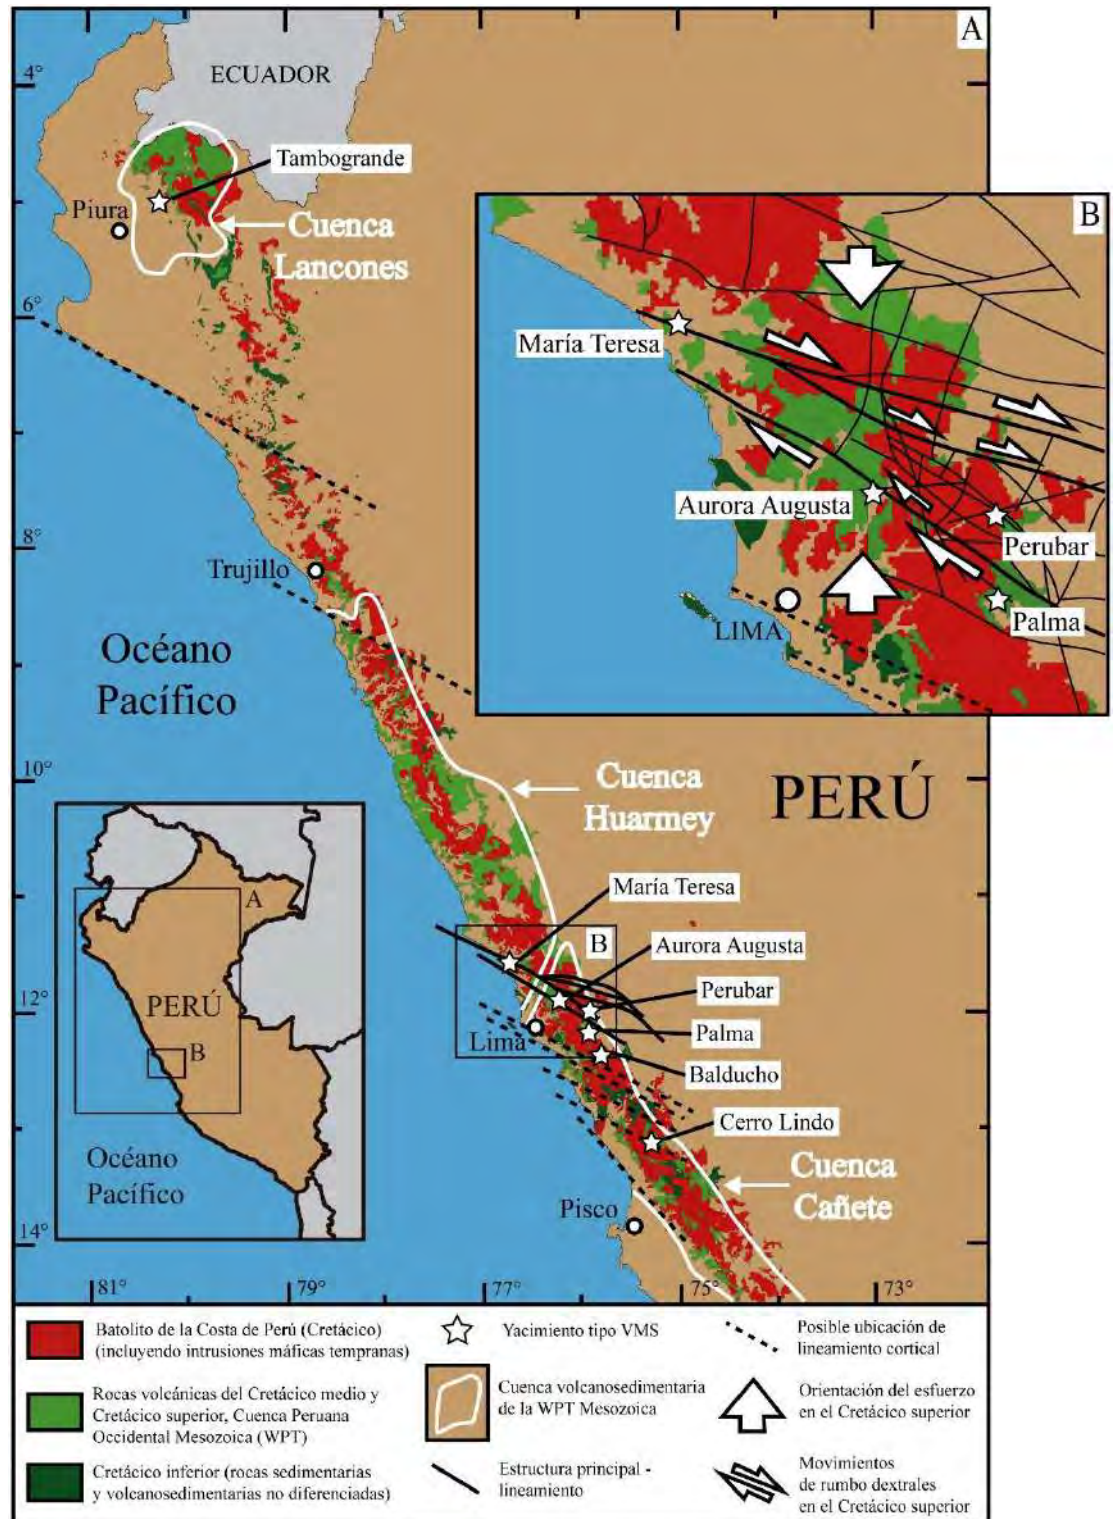 A
4°
ECUADOR
Tambogrande
Piura
Cuenca
Lancones
6°
B
María Teresa
Aurora Augusta
Perubar
LIMA
Palma
8°
Trujillo
Océano
Pacífico
10°
Cuenca
Huarmey
PERÚ
María Teresa
B
Aurora Augusta
Perubar
12°
Lima
Palma
Balducho
Cerro Lindo
Cuenca
Cañete
Pisco
14°
A
PERÚ
B
Océano
Pacífico
81°
79°
77°
75°
73°
Batolito de la Costa de Perú (Cretácico)
(incluyendo intrusiones máficas tempranas)
Rocas volcánicas del Cretácico medio y
Cretácico superior, Cuenca Peruana
Occidental Mesozoica (WPT)
Cretácico inferior (rocas sedimentarias
y volcanosedimentarias no diferenciadas)
Yacimiento tipo VMS
Cuenca volcanosedimentaria
de la WPT Mesozoica
Estructura principal -
lineamiento
Posible ubicación de
lineamiento cortical
Orientación del esfuerzo
en el Cretácico superior
Movimientos
de rumbo dextrales
en el Cretácico superior